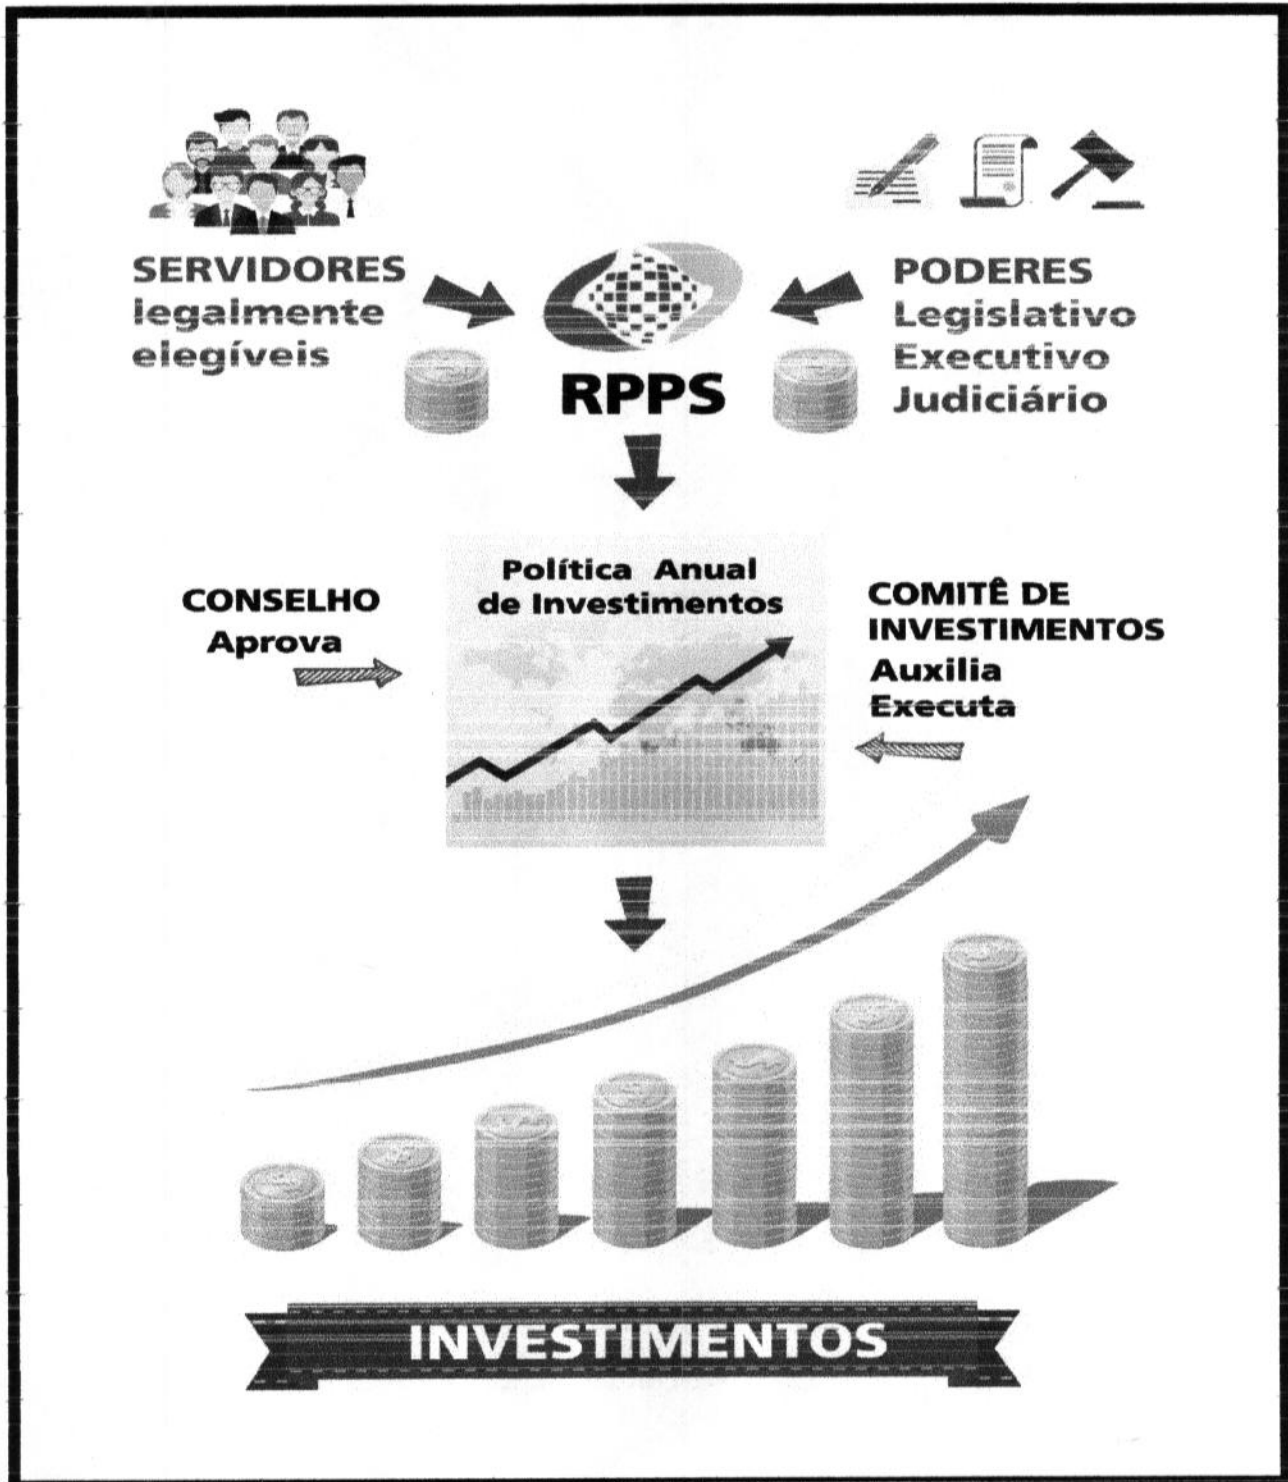 SERVIDORES
legalmente
elegíveis
PODERES
Legislativo
Executivo
Judiciário
RPPS
Política Anual
de Investimentos
CONSELHO
Aprova
COMITÊ DE
INVESTIMENTOS
Auxilia
Executa
INVESTIMENTOS